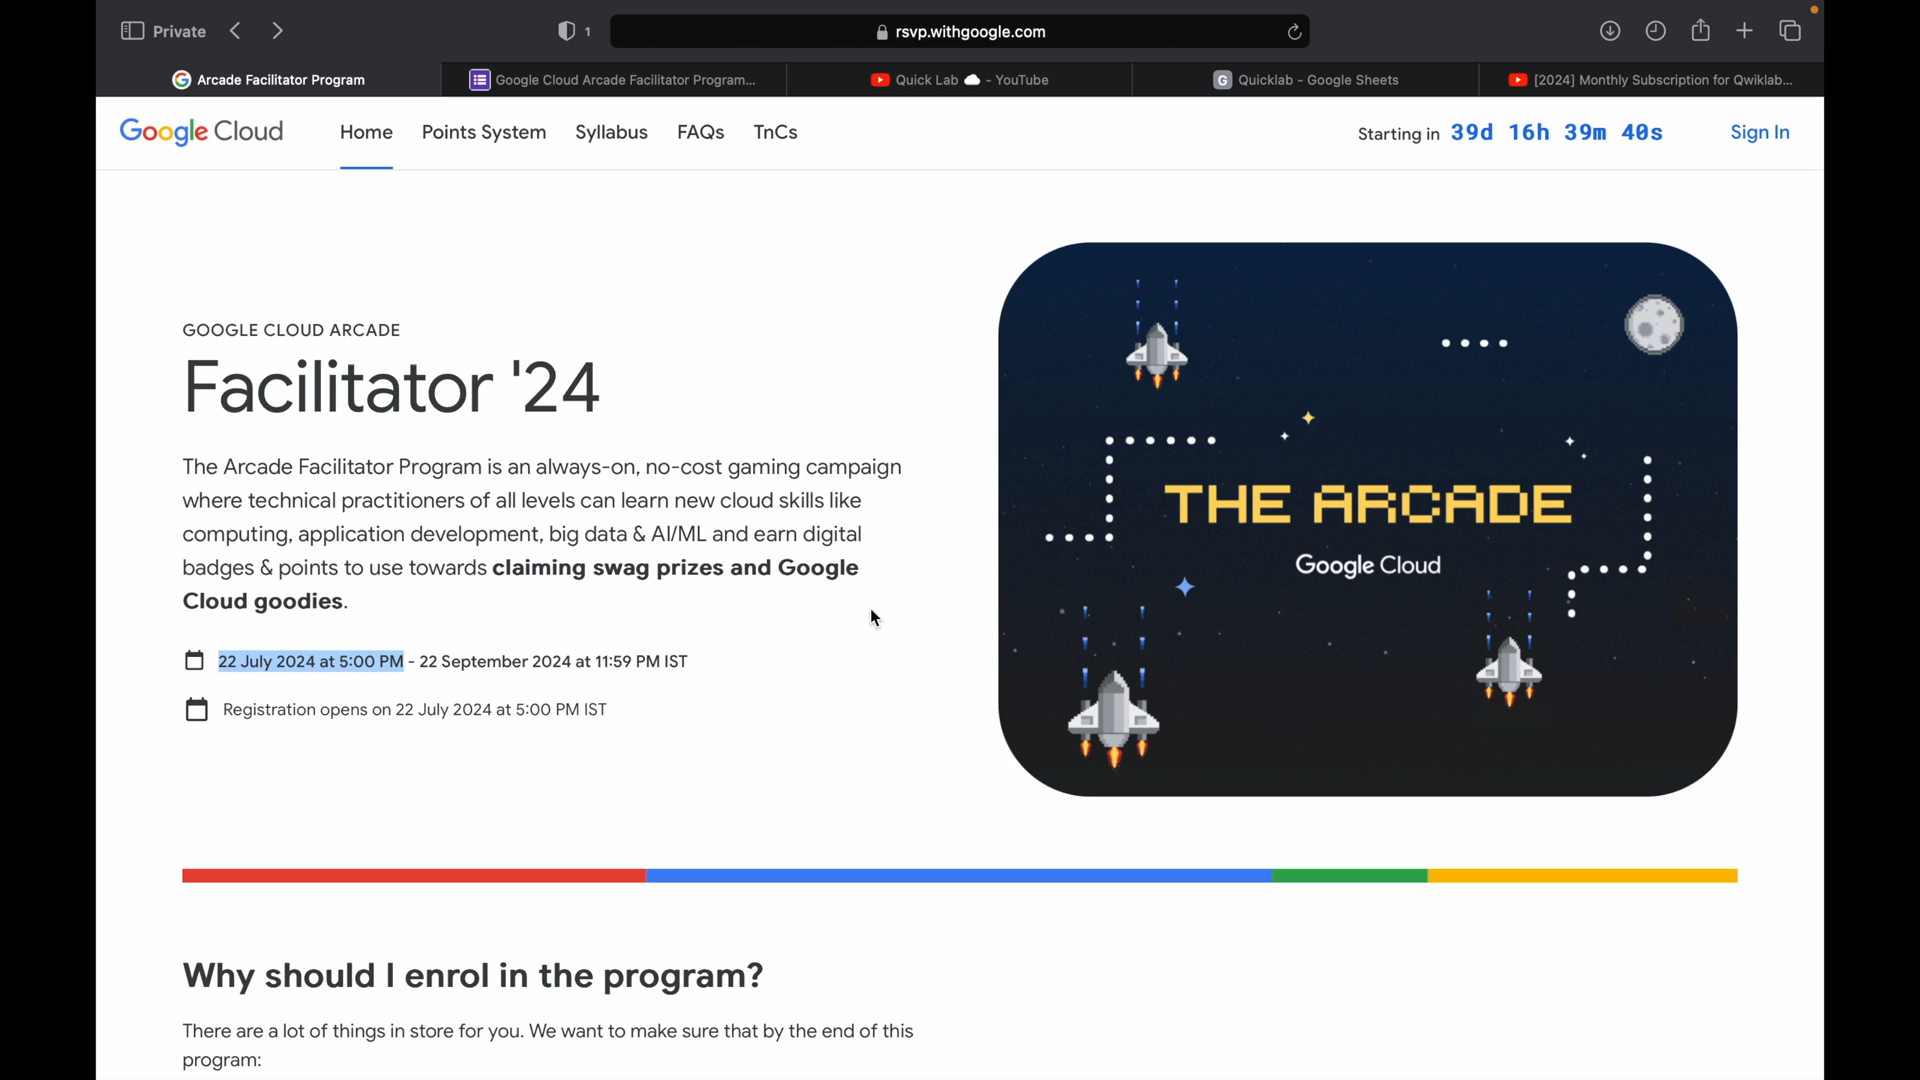 Private
1
rsvp.withgoogle.com
Arcade Facilitator Program
Google Cloud Arcade Facilitator Program...
Quick Lab ☁️ - YouTube
G Quicklab - Google Sheets
[2024] Monthly Subscription for Qwiklab...
Google Cloud
Home
Points System
Syllabus
FAQs
TnCs
Starting in 39d 16h 39m 40s
Sign In
GOOGLE CLOUD ARCADE
Facilitator '24
The Arcade Facilitator Program is an always-on, no-cost gaming campaign
where technical practitioners of all levels can learn new cloud skills like
computing, application development, big data & AI/ML and earn digital
badges & points to use towards claiming swag prizes and Google
Cloud goodies.
22 July 2024 at 5:00 PM - 22 September 2024 at 11:59 PM IST
Registration opens on 22 July 2024 at 5:00 PM IST
THE ARCADE
Google Cloud
Why should I enrol in the program?
There are a lot of things in store for you. We want to make sure that by the end of this
program: